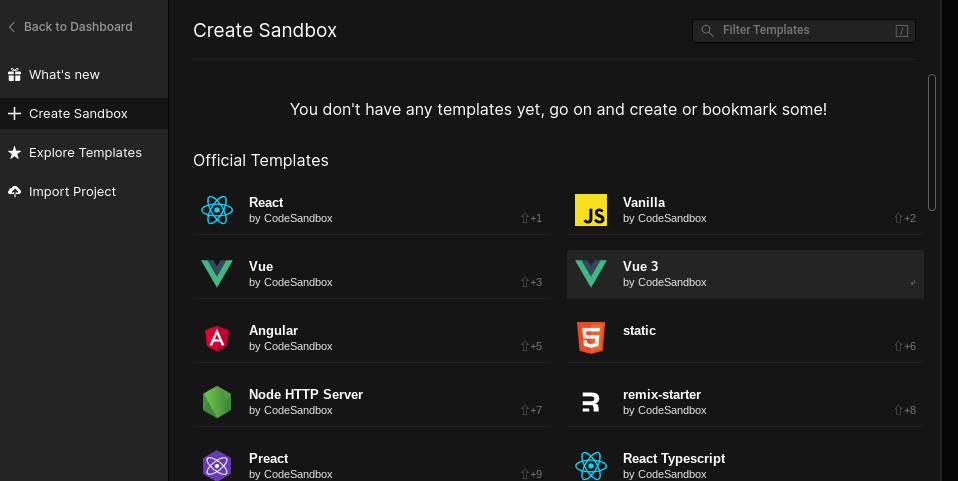 Back to Dashboard
What's new
Create Sandbox
Explore Templates
Import Project
Create Sandbox
Filter Templates
/
You don't have any templates yet, go on and create or bookmark some!
Official Templates
React
by CodeSandbox
⇧+1
Vanilla
by CodeSandbox
⇧+2
JS
Vue
by CodeSandbox
⇧+3
Vue 3
by CodeSandbox
↲
Angular
by CodeSandbox
⇧+5
A
static
⇧+6
5
Node HTTP Server
by CodeSandbox
⇧+7
remix-starter
by CodeSandbox
⇧+8
R
Preact
by CodeSandbox
⇧+9
React Typescript
by CodeSandbox